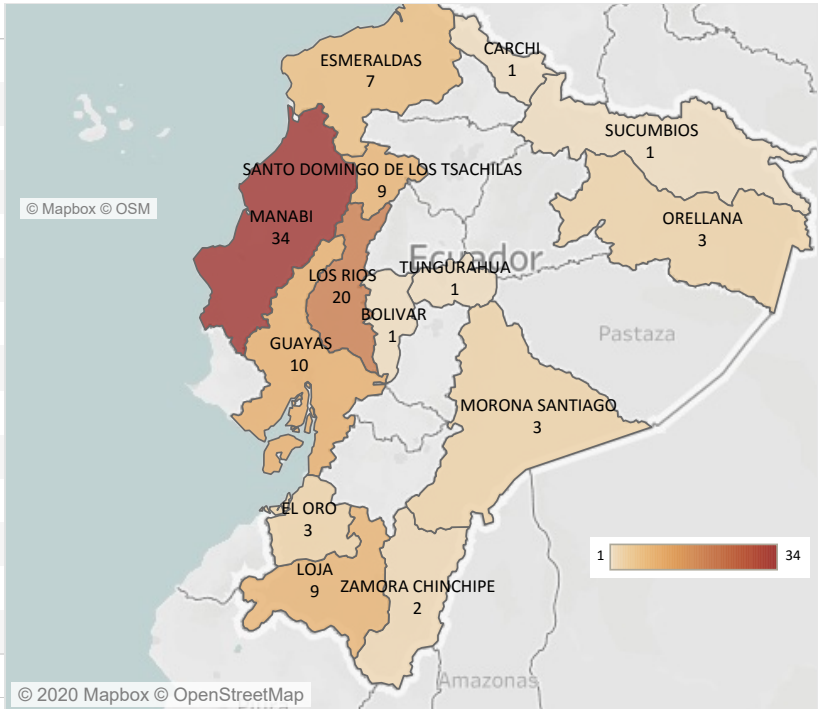 CARCHI
1
ESMERALDAS
7
SUCUMBIOS
1
SANTO DOMINGO DE LOS TSACHILAS
9
© Mapbox © OSM
MANABI
34
ORELLANA
3
Ecuador
TUNGURAHUA
1
LOS RIOS
20
BOLIVAR
1
Pastaza
GUAYAS
10
MORONA SANTIAGO
3
EL ORO
3
1
34
LOJA
9
ZAMORA CHINCHIPE
2
Amazonas
© 2020 Mapbox © OpenStreetMap